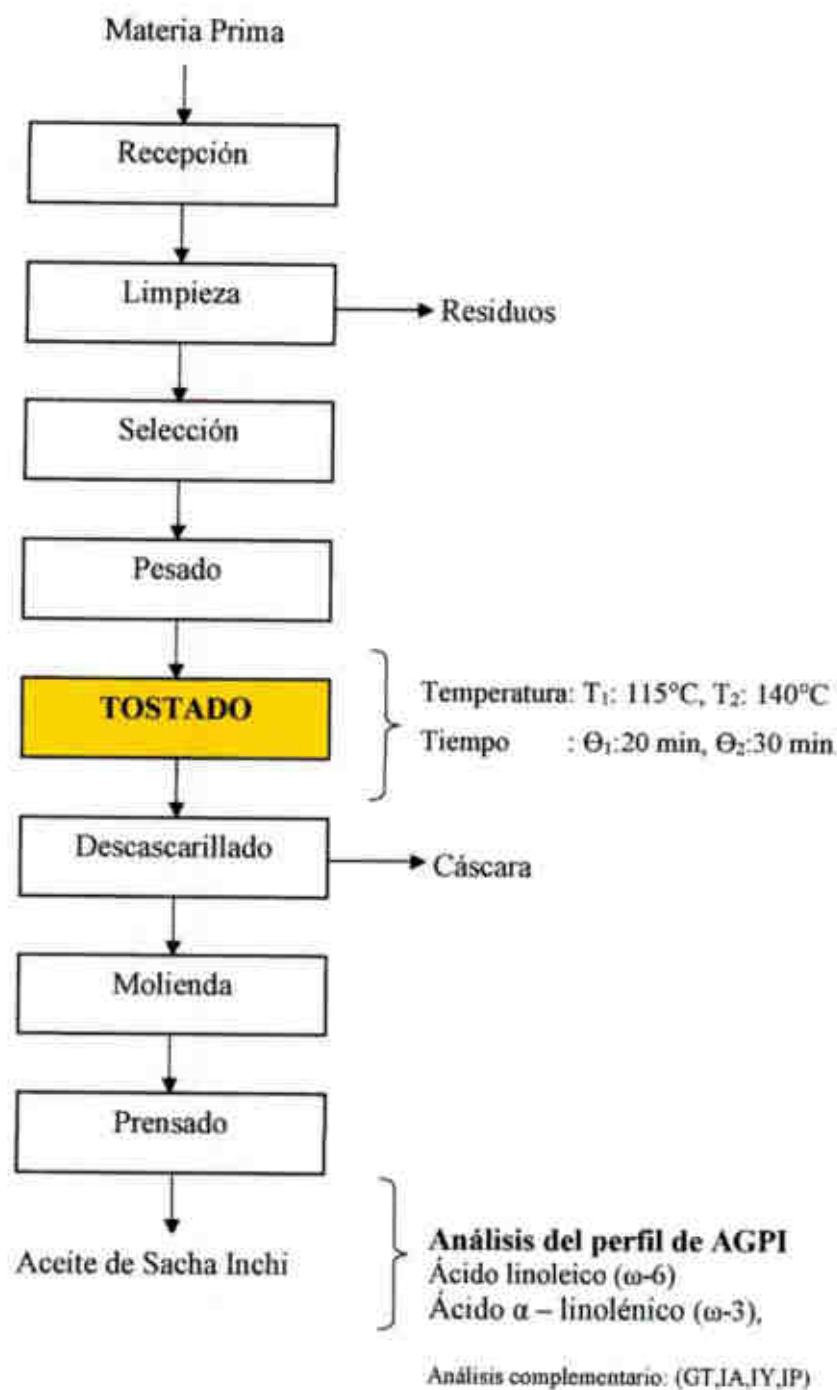 Materia Prima
Recepción
Limpieza
Residuos
Selección
Pesado
TOSTADO
Temperatura: T₁: 115°C, T₂: 140°C
Tiempo : Θ₁:20 min, Θ₂:30 min
Descascarillado
Cáscara
Molienda
Prensado
Aceite de Sacha Inchi
Análisis del perfil de AGPI
Ácido linoleico (ω-6)
Ácido α – linolénico (ω-3),
Análisis complementario: (GT,IA,IY,IP)